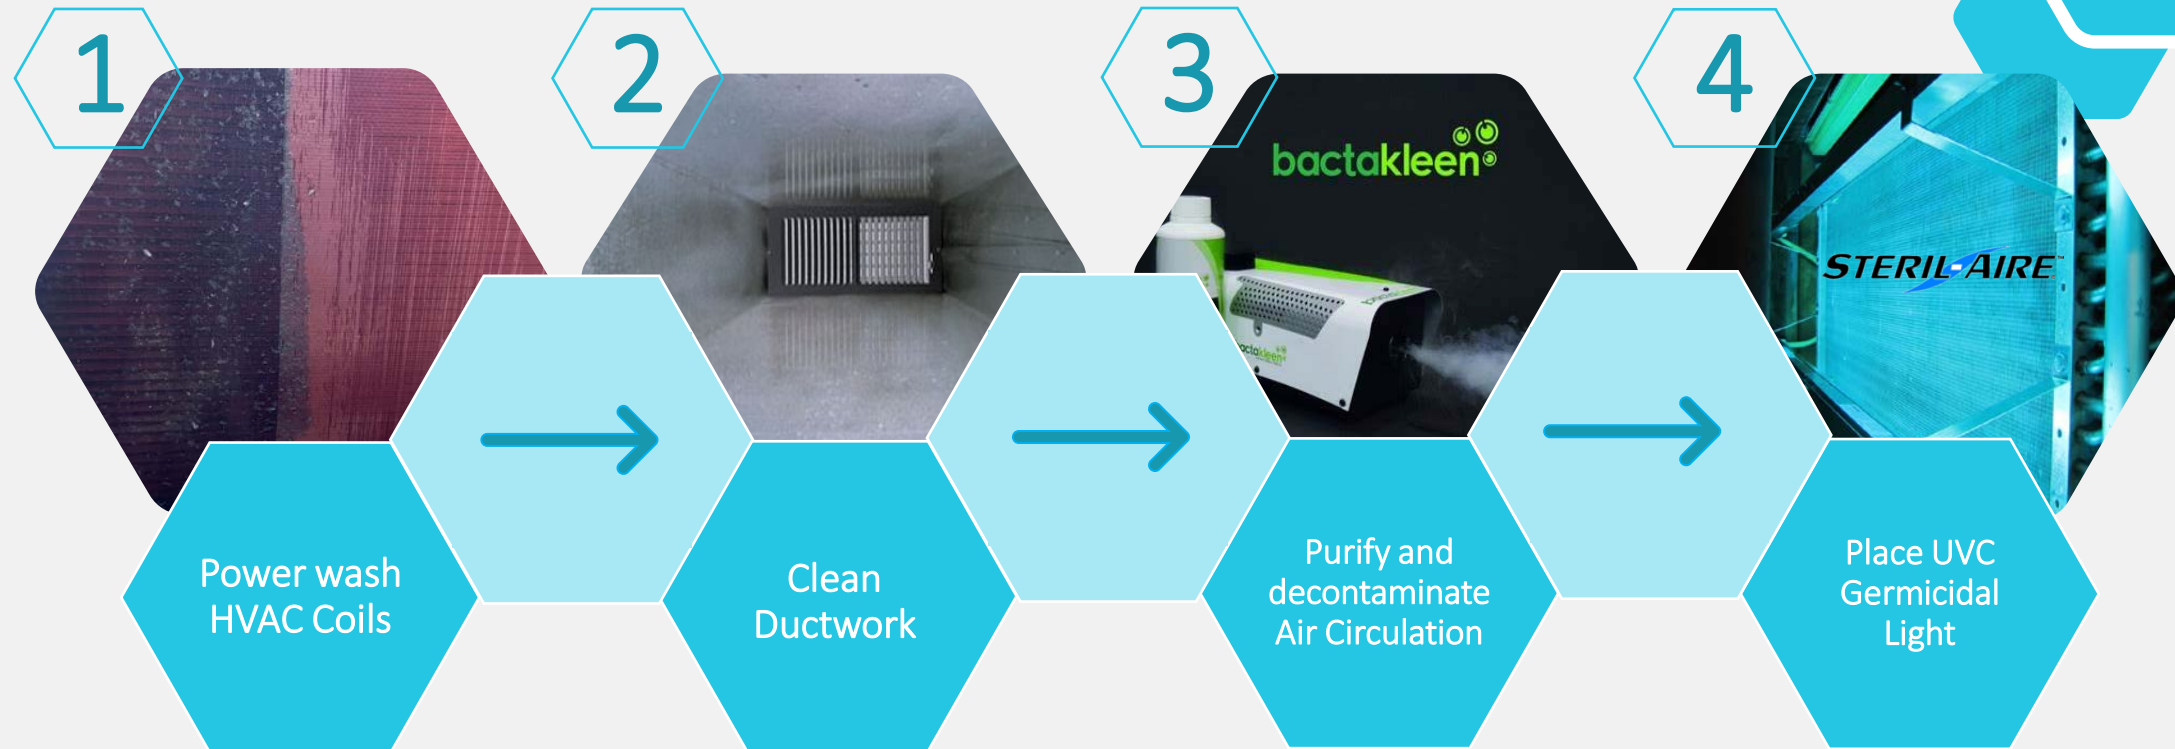 1
2
3
4
bactakleen
bactakleen
STERIL-AIRE
Power wash
HVAC Coils
Clean
Ductwork
Purify and
decontaminate
Air Circulation
Place UVC
Germicidal
Light